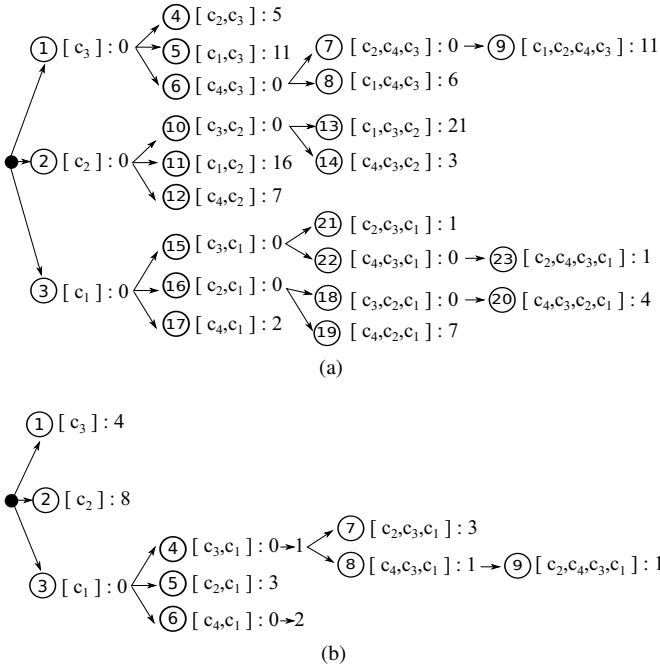 4 [ c2,c3 ] : 5
1 [ c3 ] : 0 5 [ c1,c3 ] : 11 7 [ c2,c4,c3 ] : 0 9 [ c1,c2,c4,c3 ] : 11
6 [ c4,c3 ] : 0 8 [ c1,c4,c3 ] : 6
10 [ c3,c2 ] : 0 13 [ c1,c3,c2 ] : 21
2 [ c2 ] : 0 11 [ c1,c2 ] : 16 14 [ c4,c3,c2 ] : 3
12 [ c4,c2 ] : 7
21 [ c2,c3,c1 ] : 1
15 [ c3,c1 ] : 0 22 [ c4,c3,c1 ] : 0 23 [ c2,c4,c3,c1 ] : 1
3 [ c1 ] : 0 16 [ c2,c1 ] : 0 18 [ c3,c2,c1 ] : 0 20 [ c4,c3,c2,c1 ] : 4
17 [ c4,c1 ] : 2 19 [ c4,c2,c1 ] : 7
(a)
1 [ c3 ] : 4
2 [ c2 ] : 8
7 [ c2,c3,c1 ] : 3
4 [ c3,c1 ] : 0→1 8 [ c4,c3,c1 ] : 1 9 [ c2,c4,c3,c1 ] : 1
3 [ c1 ] : 0 5 [ c2,c1 ] : 3
6 [ c4,c1 ] : 0→2
(b)